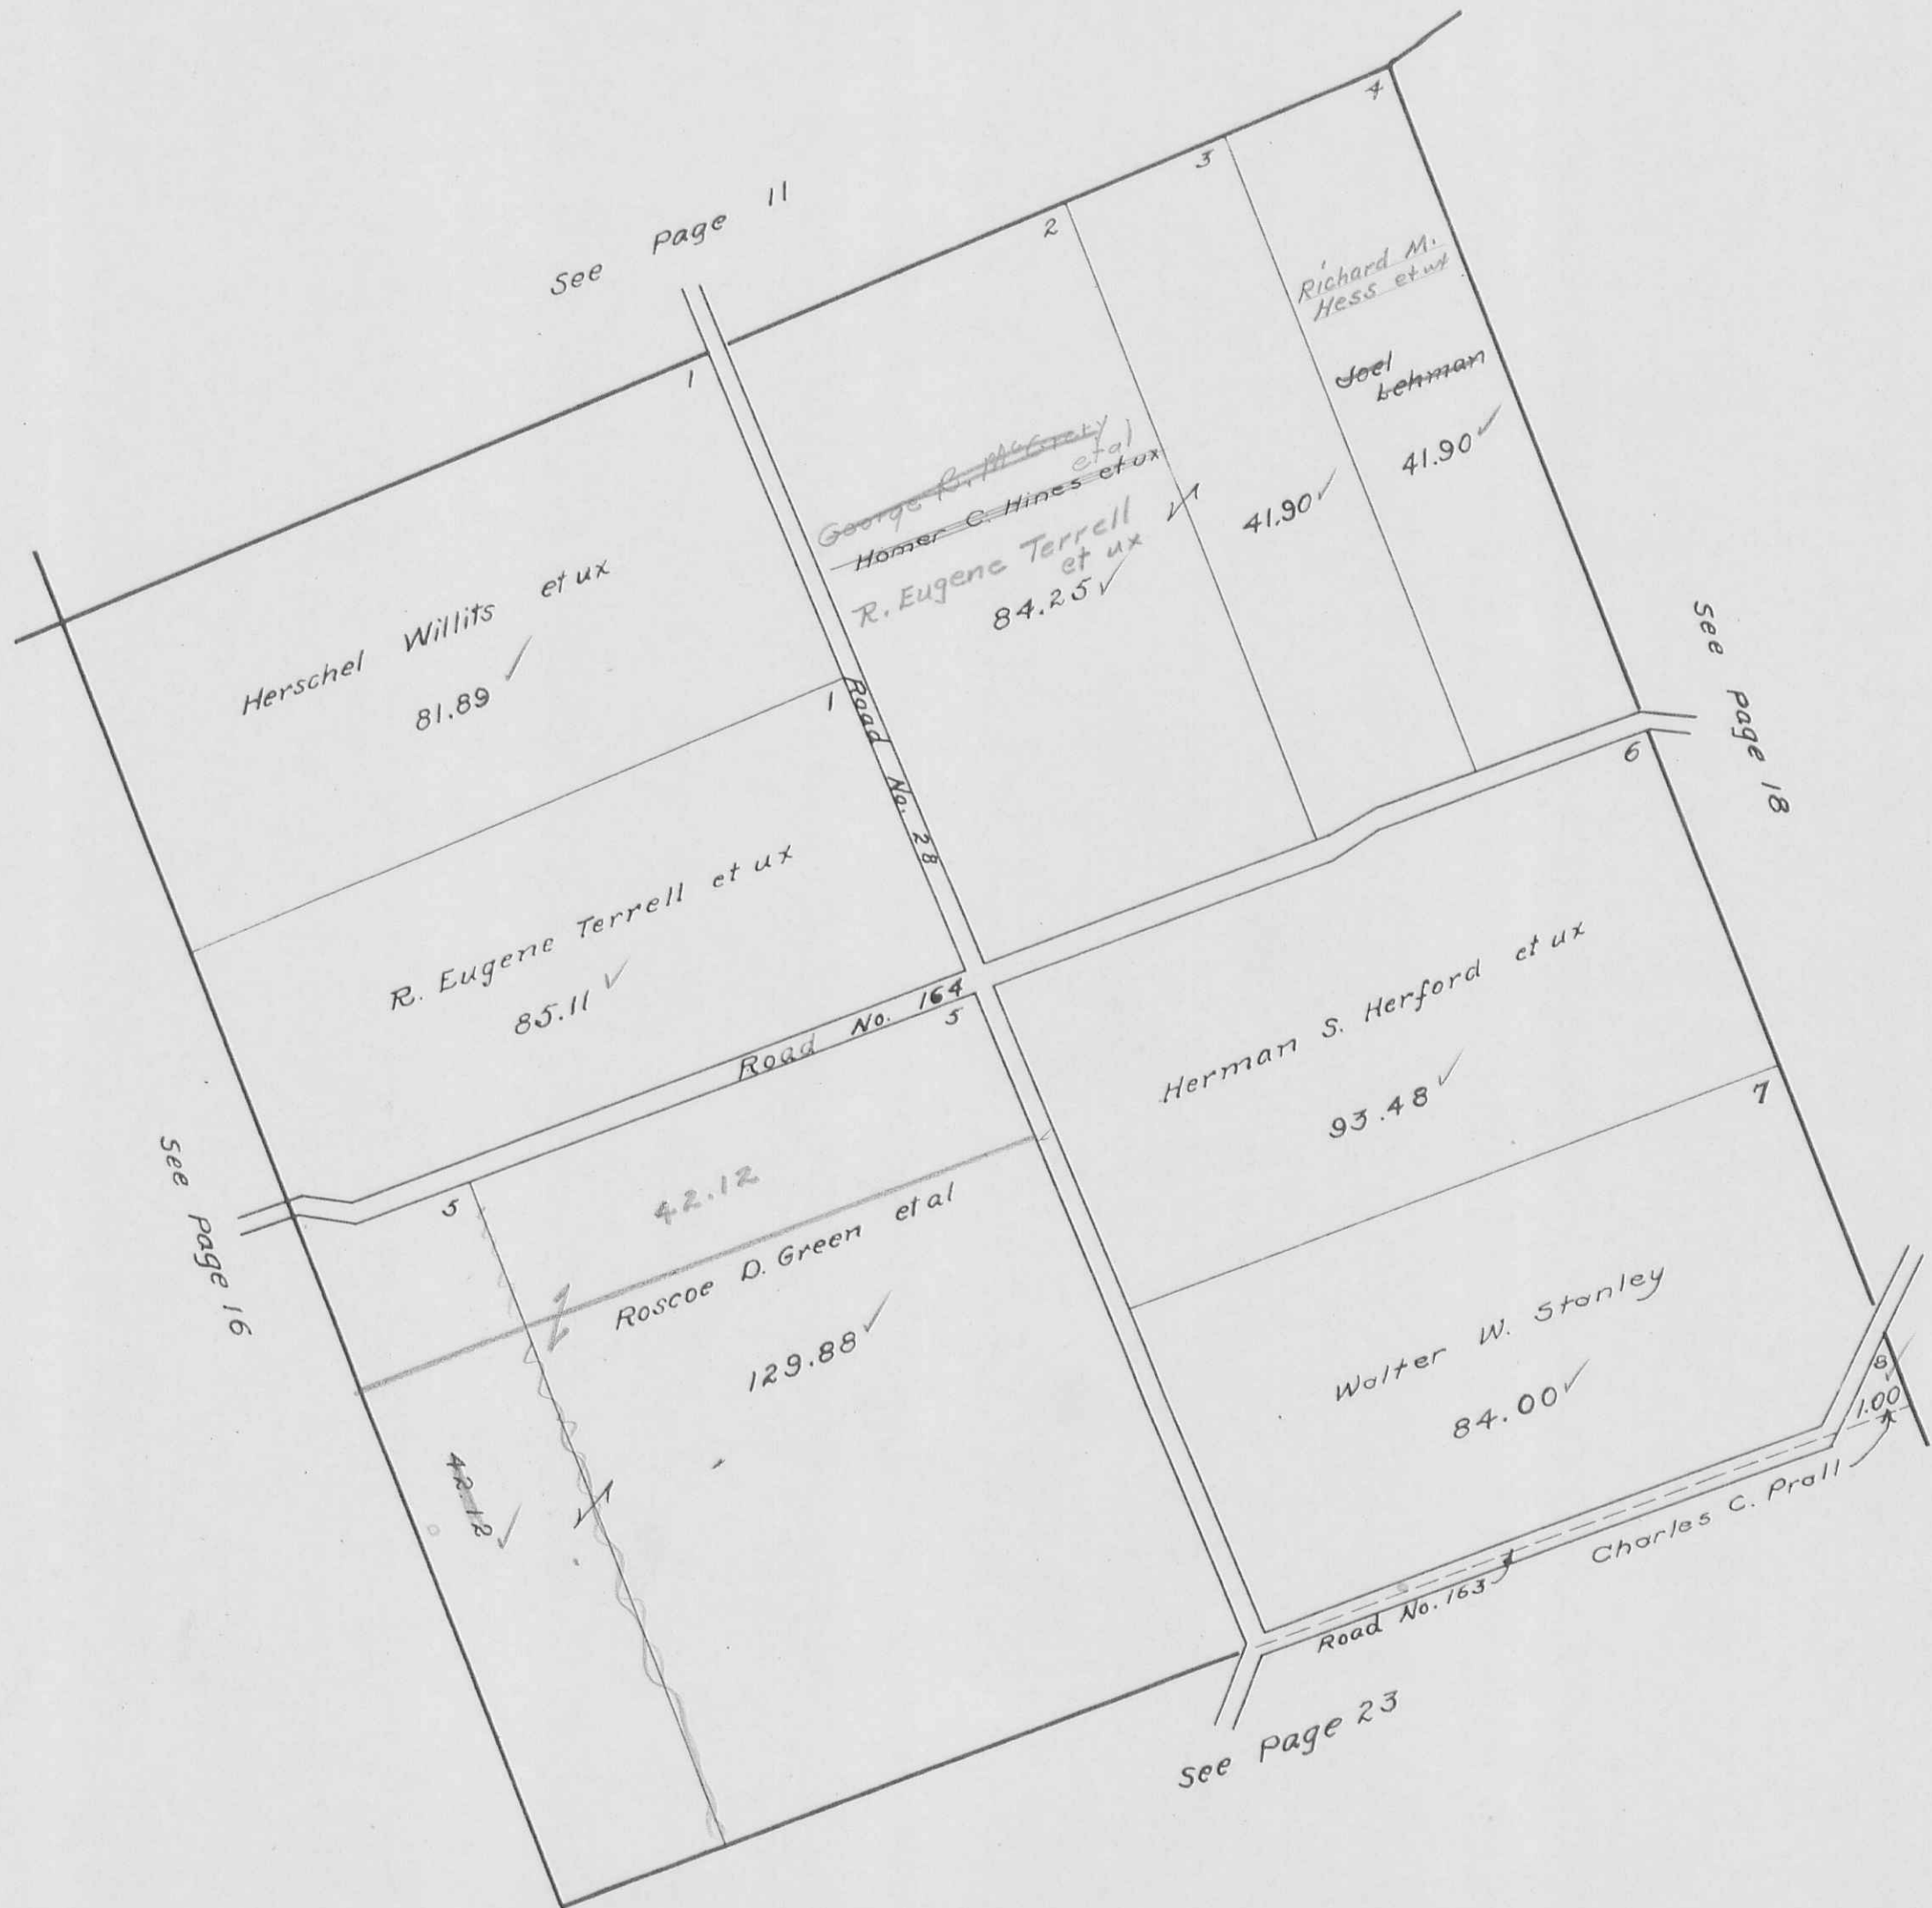 See Page 11
4
3
2
1
Richard M.
Hess et ux
Joel
Lehman
41.90
George R. McGrery
et al
Homer C. Hines et ux
R. Eugene Terrell
et ux
84.25
41.90
Herschel Willits et ux
81.89
1
Road No. 28
See Page 18
6
R. Eugene Terrell et ux
85.11
Road No. 164
5
Herman S. Herford et ux
93.48
7
See Page 16
5
42.12
Roscoe D. Green et al
129.88
42.12
Walter W. Stanley
84.00
8
1.00
Charles C. Prall
Road No. 163
See Page 23